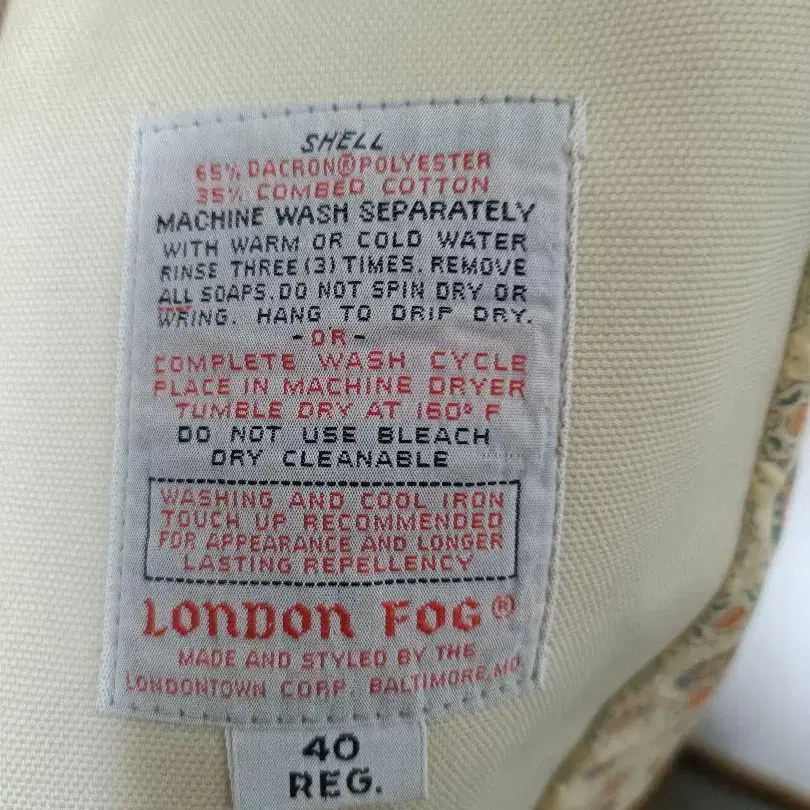 SHELL
65% DACRON® POLYESTER
35% COMBED COTTON
MACHINE WASH SEPARATELY
WITH WARM OR COLD WATER
RINSE THREE (3) TIMES. REMOVE
ALL SOAPS. DO NOT SPIN DRY OR
WRING. HANG TO DRIP DRY.
-OR-
COMPLETE WASH CYCLE
PLACE IN MACHINE DRYER
TUMBLE DRY AT 160° F
DO NOT USE BLEACH
DRY CLEANABLE
WASHING AND COOL IRON
TOUCH UP RECOMMENDED
FOR APPEARANCE AND LONGER
LASTING REPELLENCY
LONDON FOG®
MADE AND STYLED BY THE
LONDONTOWN CORP. BALTIMORE, MD.
40
REG.